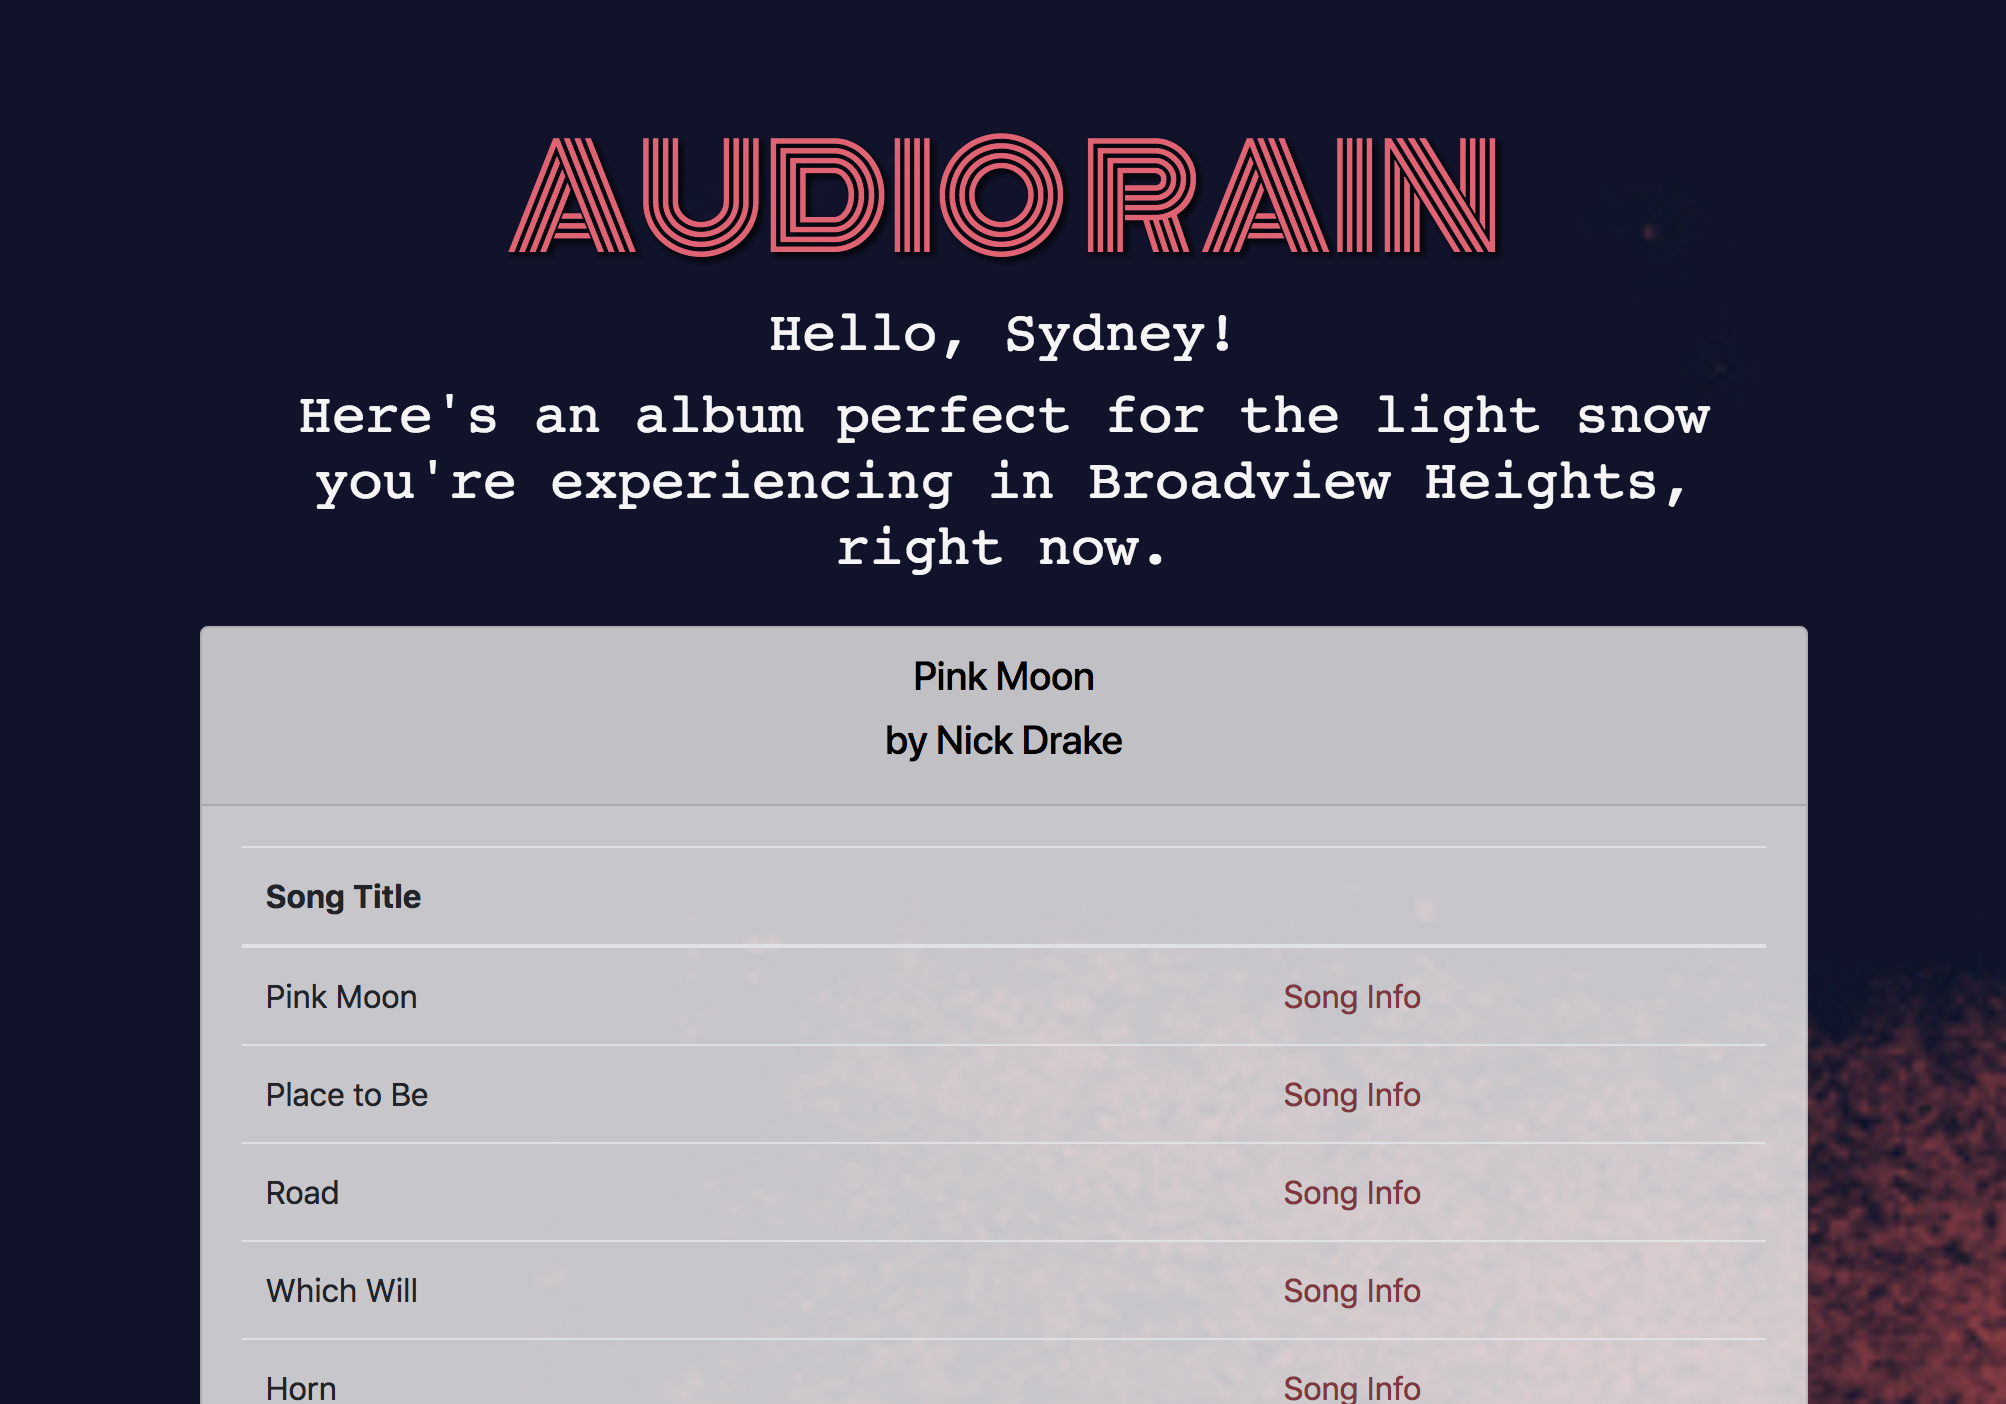 AUDIO RAIN
Hello, Sydney!
Here's an album perfect for the light snow
you're experiencing in Broadview Heights,
right now.
Pink Moon
by Nick Drake
Song Title
Pink Moon Song Info
Place to Be Song Info
Road Song Info
Which Will Song Info
Horn Song Info